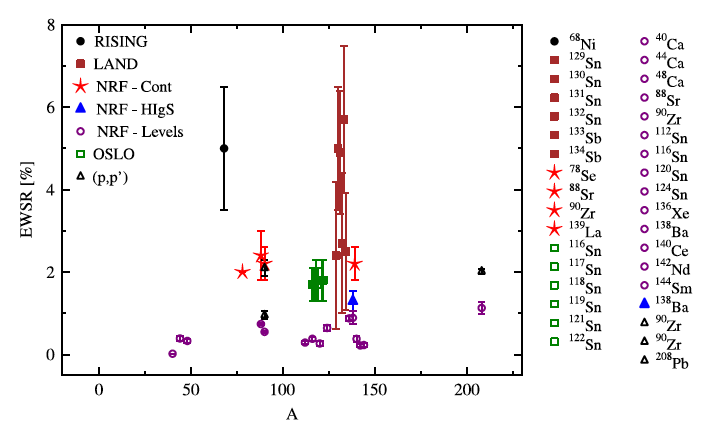 EWSR [%]
8
6
4
2
0
0
50
100
150
200
A
RISING
LAND
NRF - Cont
NRF - HIgS
NRF - Levels
OSLO
(p,p')
⁶⁸Ni
¹²⁹Sn
¹³⁰Sn
¹³¹Sn
¹³²Sn
¹³³Sb
¹³⁴Sb
⁷⁸Se
⁸⁸Sr
⁹⁰Zr
¹³⁹La
¹¹⁶Sn
¹¹⁷Sn
¹¹⁸Sn
¹¹⁹Sn
¹²¹Sn
¹²²Sn
⁴⁰Ca
⁴⁴Ca
⁴⁸Ca
⁸⁸Sr
⁹⁰Zr
¹¹²Sn
¹¹⁶Sn
¹²⁰Sn
¹²⁴Sn
¹³⁶Xe
¹³⁸Ba
¹⁴⁰Ce
¹⁴²Nd
¹⁴⁴Sm
¹³⁸Ba
⁹⁰Zr
⁹⁰Zr
²⁰⁸Pb